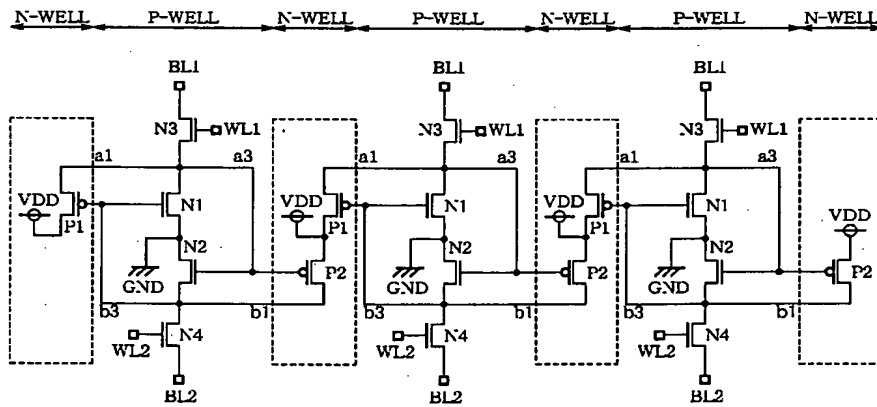 N-WELL P-WELL N-WELL P-WELL N-WELL P-WELL N-WELL
BL1 BL1 BL1
N3 WL1 N3 WL1 N3 WL1
a1 a3 a1 a3 a1 a3
VDD P1 N1 VDD P1 N1 VDD P1 N1 VDD
N2 N2 N2
GND P2 GND P2 GND P2
b3 b1 b3 b1 b3 b1
WL2 N4 WL2 N4 WL2 N4
BL2 BL2 BL2